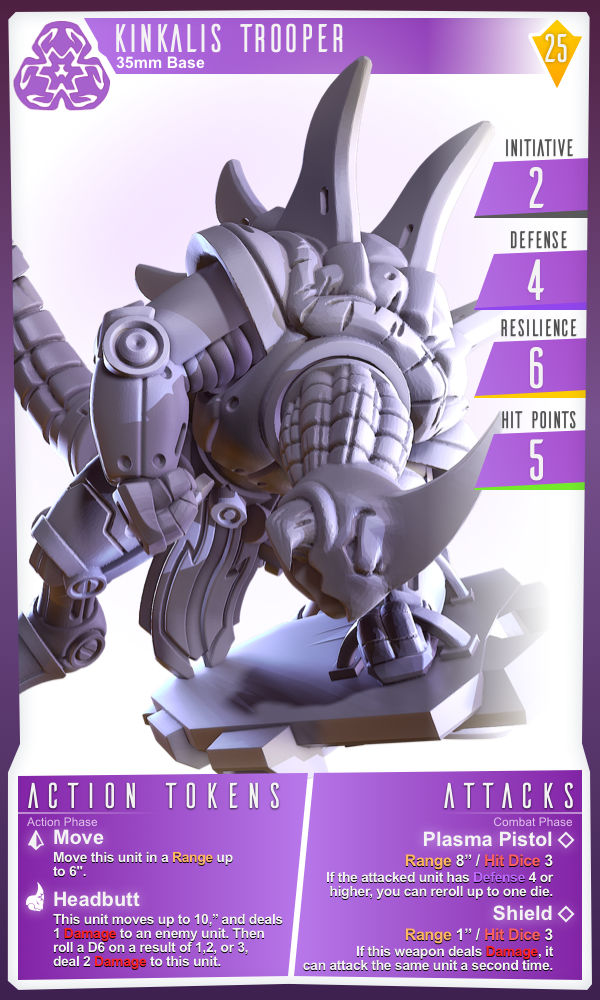 KINKALIS TROOPER
35mm Base
25
INITIATIVE
2
DEFENSE
4
RESILIENCE
6
HIT POINTS
5
ACTION TOKENS
Action Phase
Move
Move this unit in a Range up
to 6".
Headbutt
This unit moves up to 10,” and deals
1 Damage to an enemy unit. Then
roll a D6 on a result of 1,2, or 3,
deal 2 Damage to this unit.
ATTACKS
Combat Phase
Plasma Pistol
Range 8” / Hit Dice 3
If the attacked unit has Defense 4 or
higher, you can reroll up to one die.
Shield
Range 1” / Hit Dice 3
If this weapon deals Damage, it
can attack the same unit a second time.